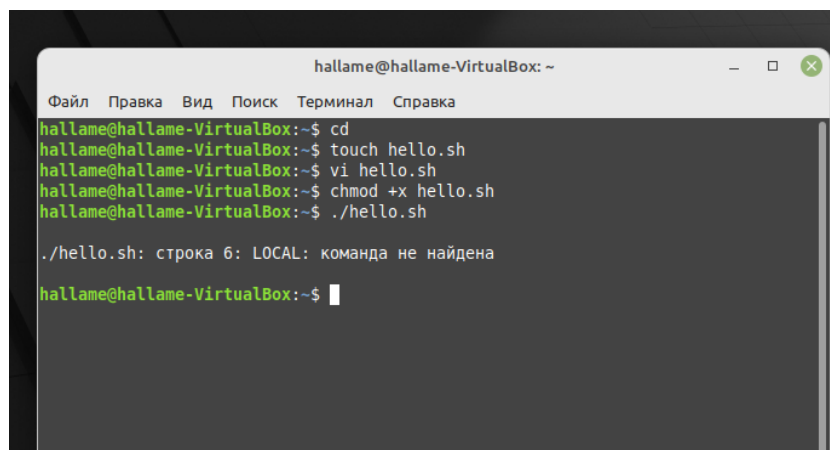 hallame@hallame-VirtualBox: ~
Файл Правка Вид Поиск Терминал Справка
hallame@hallame-VirtualBox:~$ cd
hallame@hallame-VirtualBox:~$ touch hello.sh
hallame@hallame-VirtualBox:~$ vi hello.sh
hallame@hallame-VirtualBox:~$ chmod +x hello.sh
hallame@hallame-VirtualBox:~$ ./hello.sh
./hello.sh: строка 6: LOCAL: команда не найдена
hallame@hallame-VirtualBox:~$